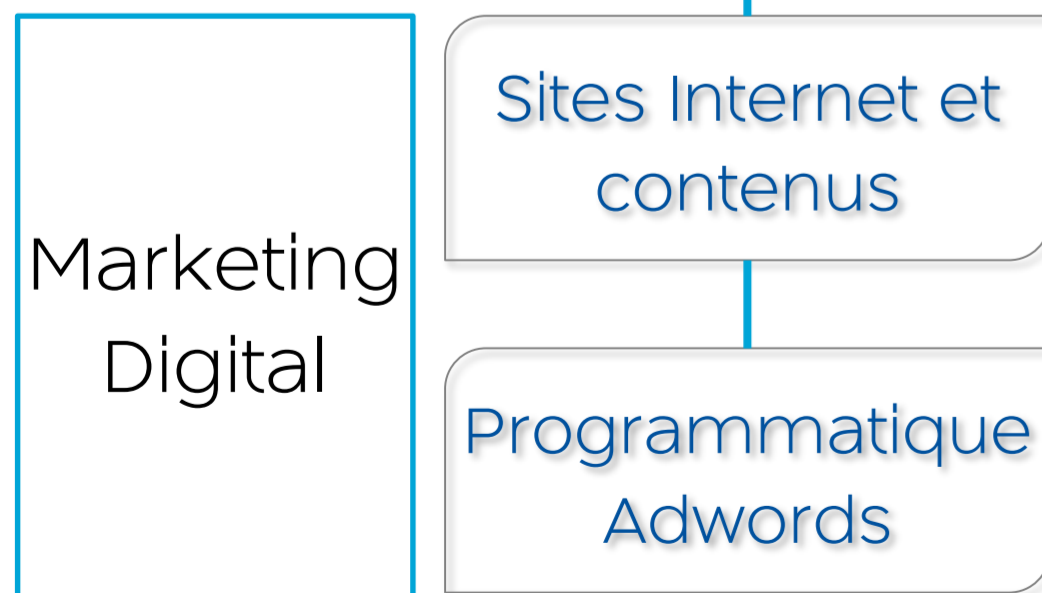 Marketing
Digital
Sites Internet et
contenus
Programmatique
Adwords